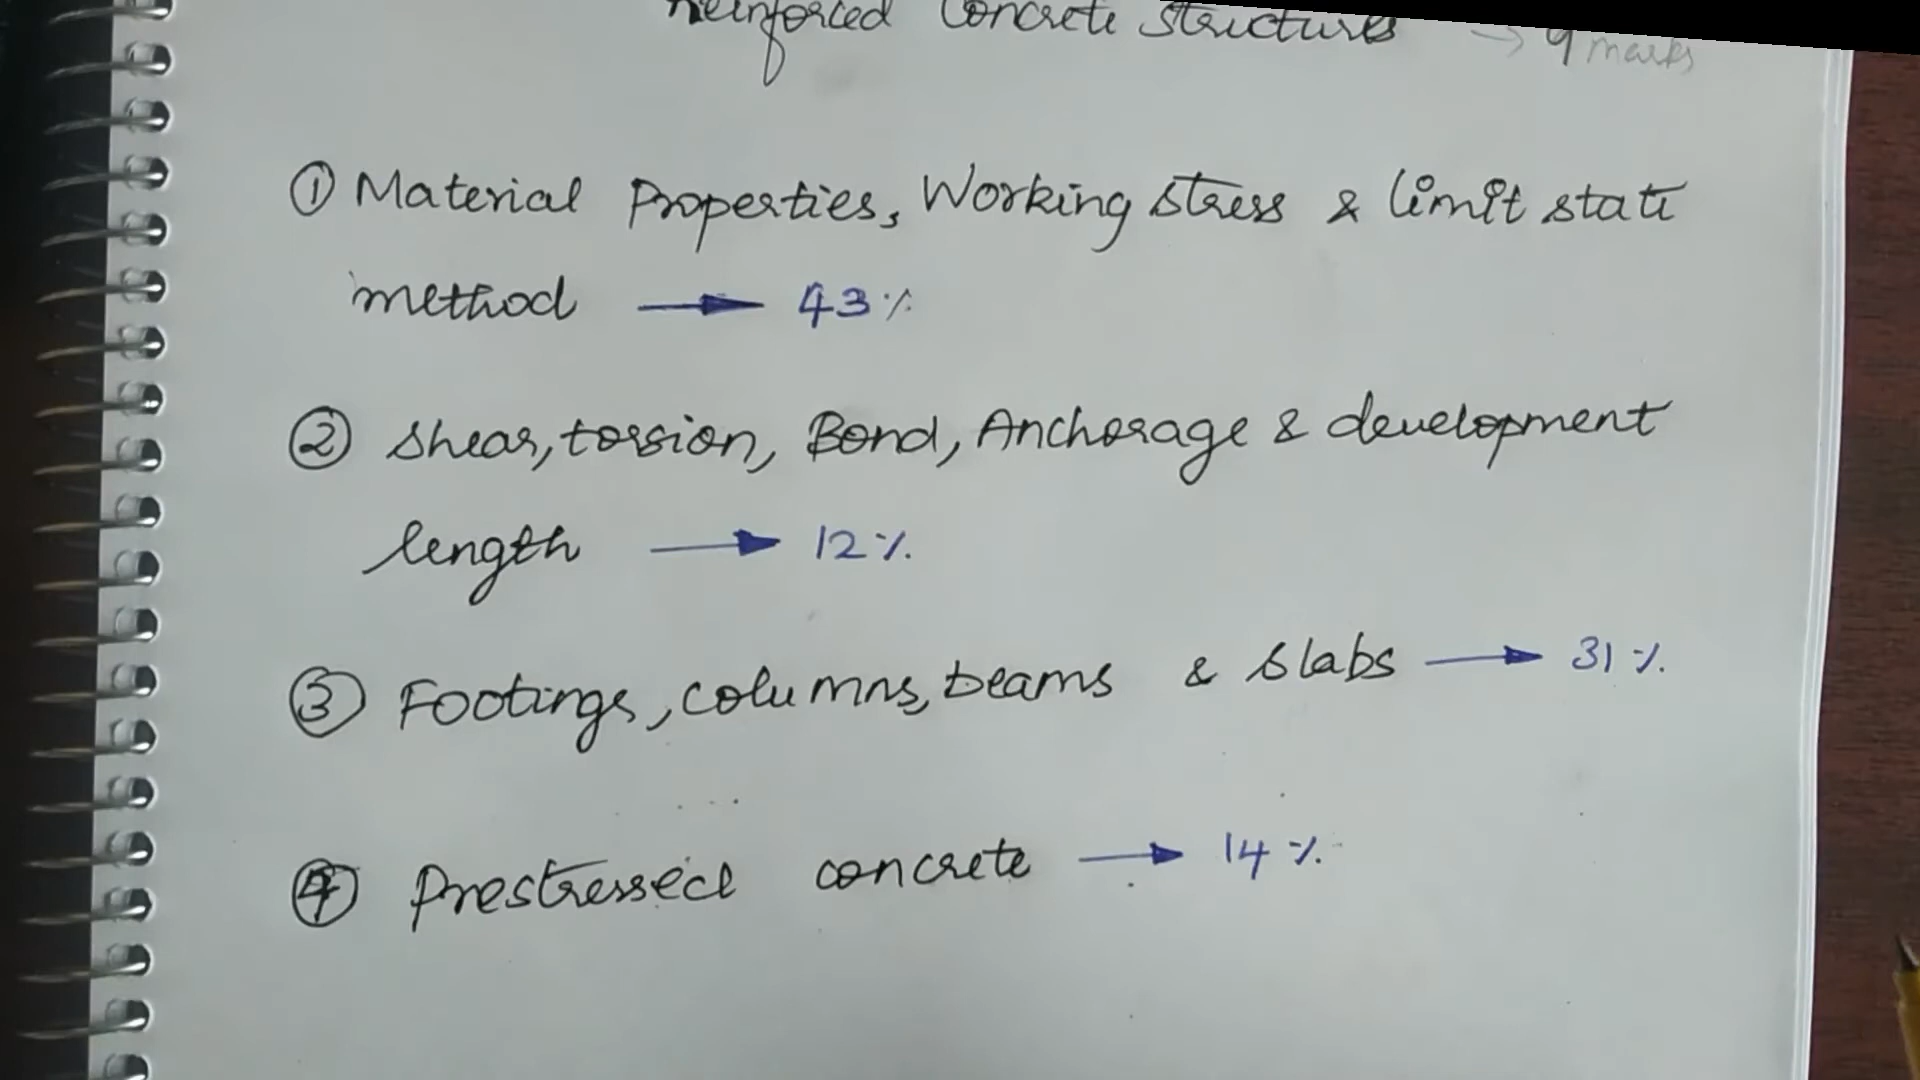 Reinforced Concrete Structures → 9 marks
① Material Properties, Working stress & limit state
method → 43%
② Shear, torsion, Bond, Anchorage & development
length → 12%
③ Footings, columns, beams & slabs → 31%
④ Prestressed concrete → 14%